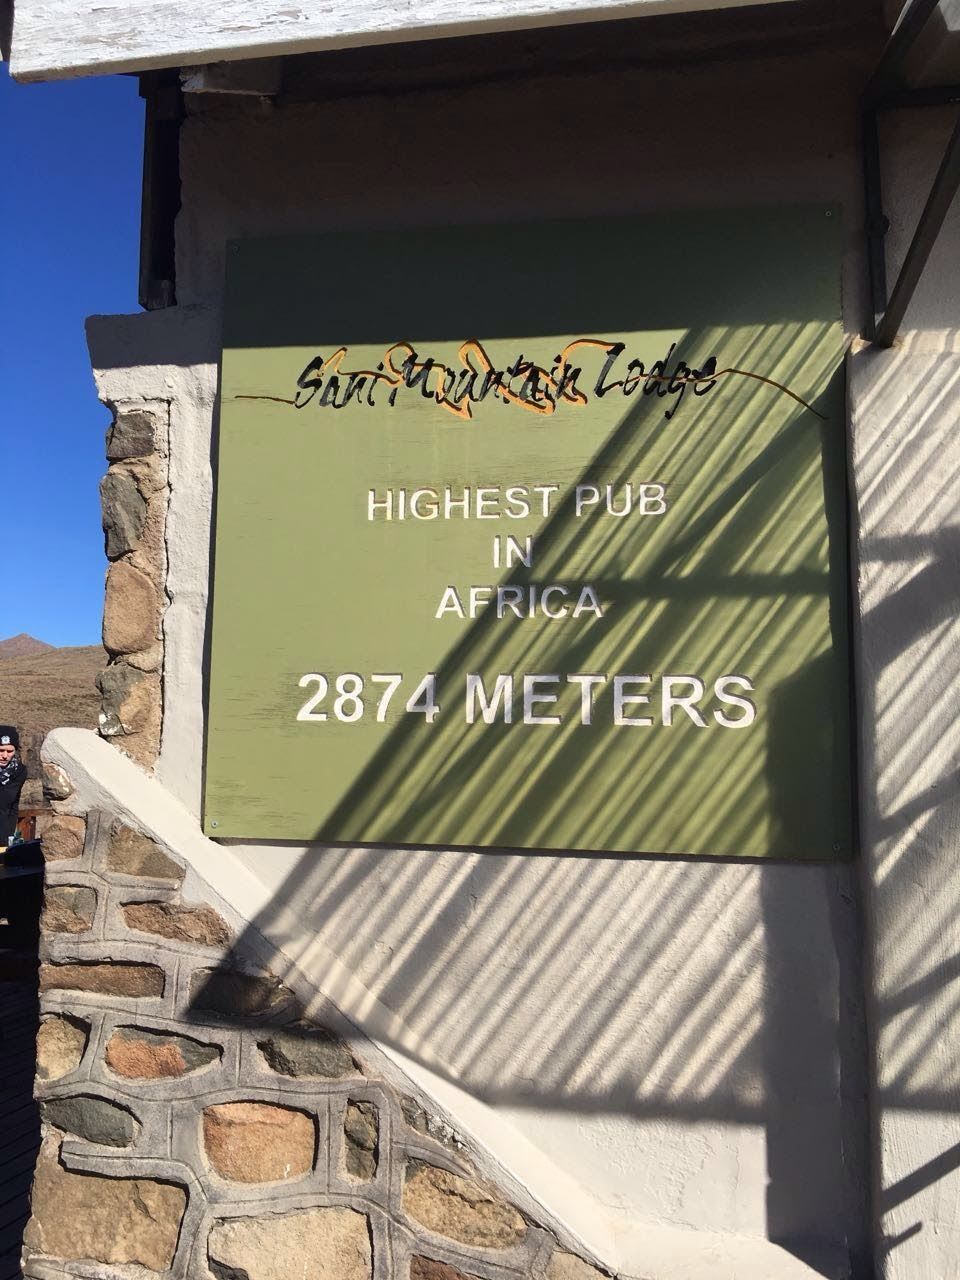 Sani Mountain Lodge
HIGHEST PUB
IN
AFRICA
2874 METERS